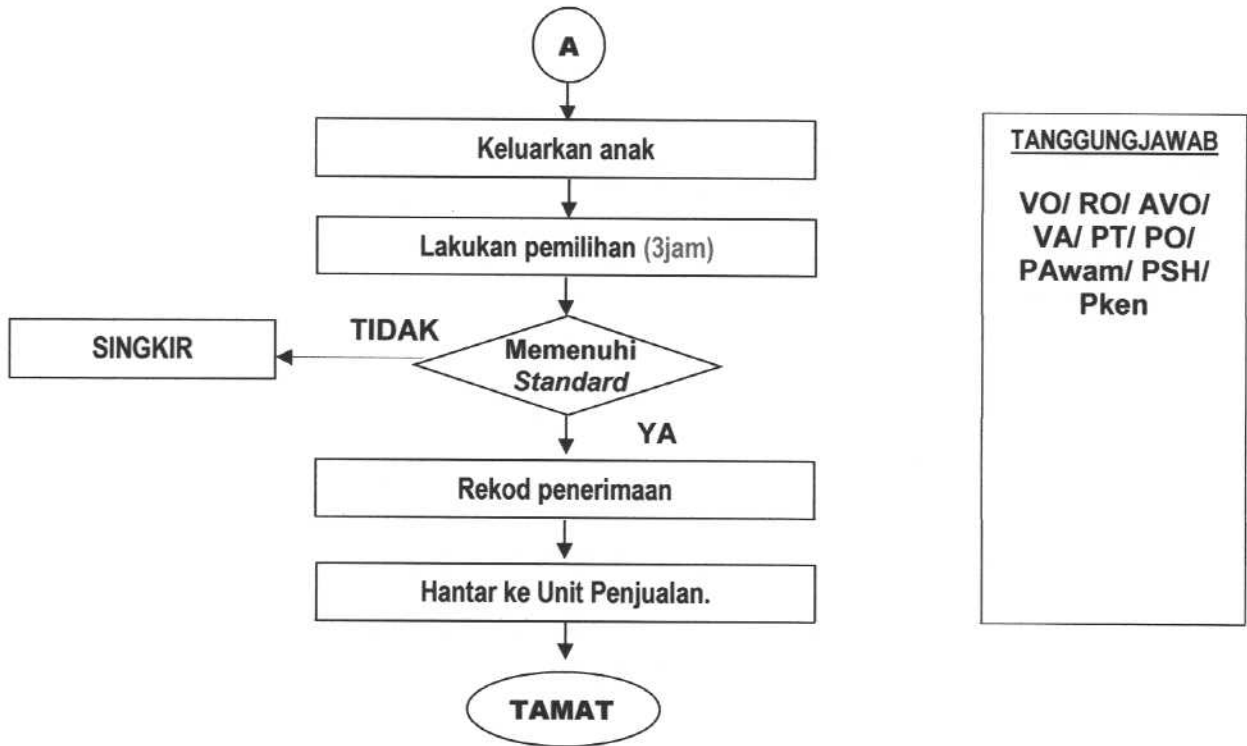 A
Keluarkan anak
Lakukan pemilihan (3jam)
TIDAK
SINGKIR
Memenuhi
Standard
YA
Rekod penerimaan
Hantar ke Unit Penjualan.
TAMAT
TANGGUNGJAWAB
VO/ RO/ AVO/
VA/ PT/ PO/
PAwam/ PSH/
Pken